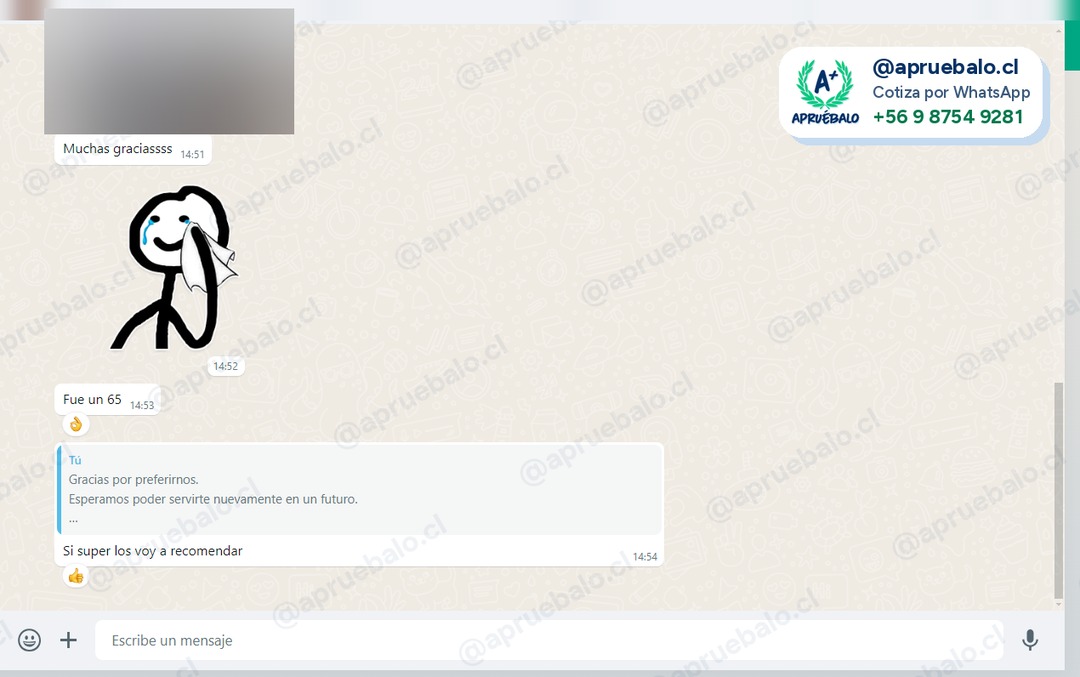 @apruebalo.cl
Cotiza por WhatsApp
+56 9 8754 9281
A+
APRUÉBALO
Muchas graciassss 14:51
14:52
Fue un 65 14:53
Tú
Gracias por preferirnos.
Esperamos poder servirte nuevamente en un futuro.
...
Si super los voy a recomendar 14:54
Escribe un mensaje
@apruebalo.cl